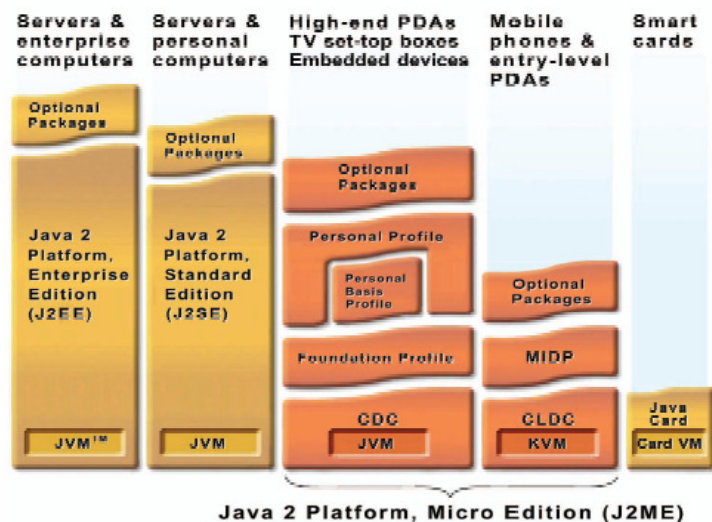 Servers &
enterprise
computers
Servers &
personal
computers
High-end PDAs
TV set-top boxes
Embedded devices
Mobile
phones &
entry-level
PDAs
Smart
cards
Optional
Packages
Java 2
Platform,
Enterprise
Edition
(J2EE)
JVM™
Optional
Packages
Java 2
Platform,
Standard
Edition
(J2SE)
JVM
Optional
Packages
Personal Profile
Personal
Basis
Profile
Foundation Profile
CDC
JVM
Optional
Packages
MIDP
CLDC
KVM
Java
Card
Card VM
Java 2 Platform, Micro Edition (J2ME)